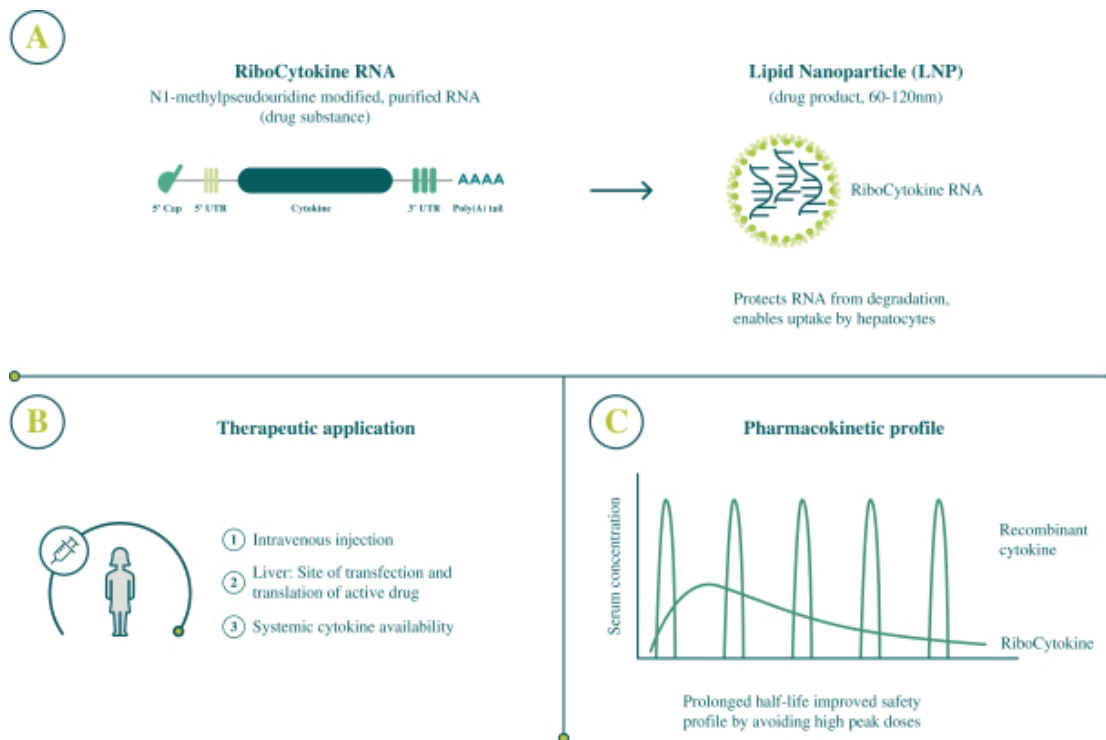 A
RiboCytokine RNA
N1-methylpseudouridine modified, purified RNA
(drug substance)
5' Cap
5' UTR
Cytokine
3' UTR
AAAA
Poly(A) tail
Lipid Nanoparticle (LNP)
(drug product, 60-120nm)
RiboCytokine RNA
Protects RNA from degradation,
enables uptake by hepatocytes
B
Therapeutic application
1 Intravenous injection
2 Liver: Site of transfection and
translation of active drug
3 Systemic cytokine availability
C
Pharmacokinetic profile
Serum concentration
Recombinant
cytokine
RiboCytokine
Prolonged half-life improved safety
profile by avoiding high peak doses